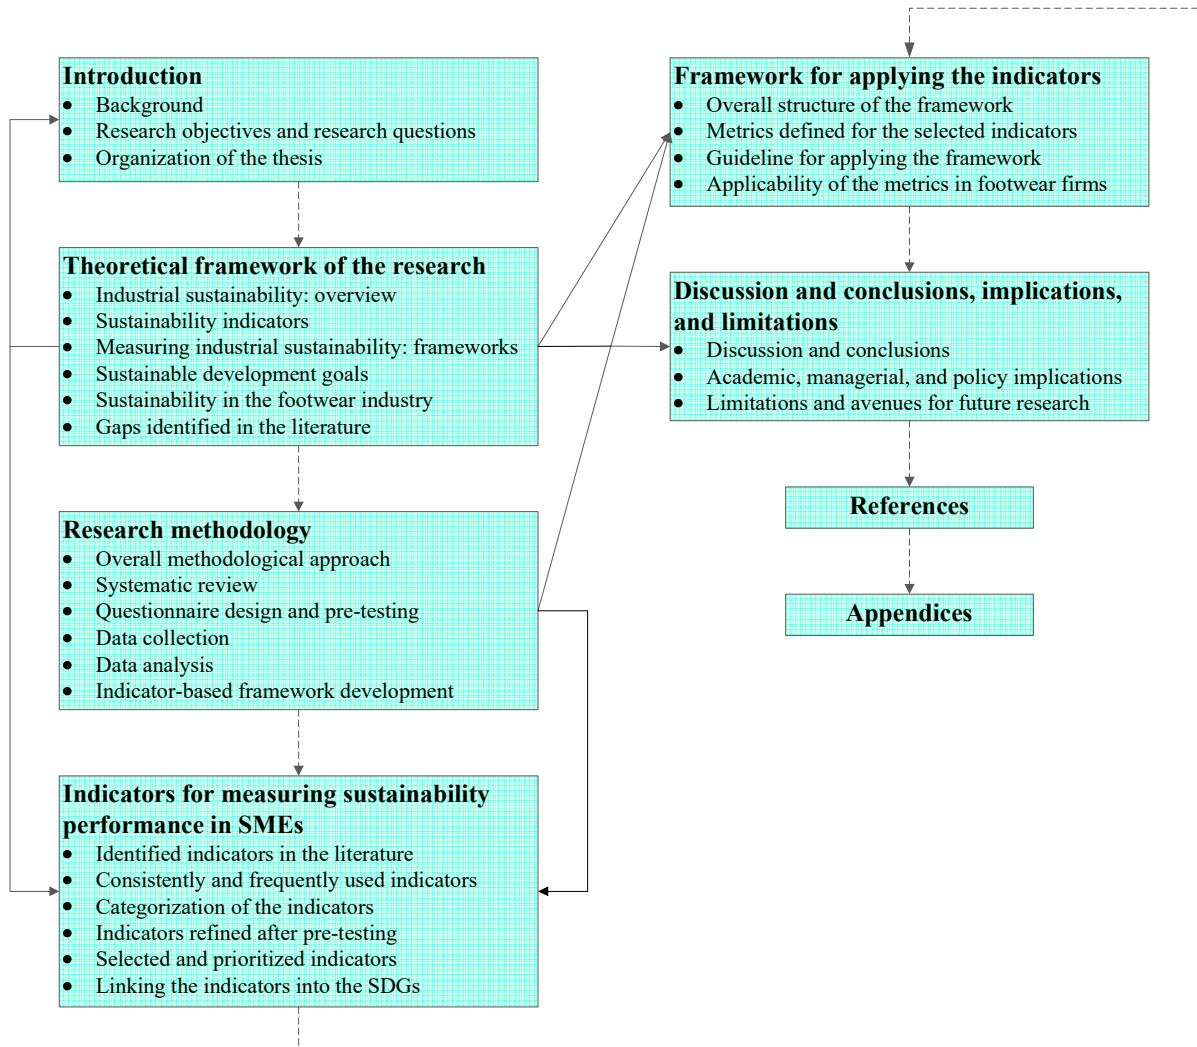 Introduction
• Background
• Research objectives and research questions
• Organization of the thesis
Theoretical framework of the research
• Industrial sustainability: overview
• Sustainability indicators
• Measuring industrial sustainability: frameworks
• Sustainable development goals
• Sustainability in the footwear industry
• Gaps identified in the literature
Research methodology
• Overall methodological approach
• Systematic review
• Questionnaire design and pre-testing
• Data collection
• Data analysis
• Indicator-based framework development
Indicators for measuring sustainability
performance in SMEs
• Identified indicators in the literature
• Consistently and frequently used indicators
• Categorization of the indicators
• Indicators refined after pre-testing
• Selected and prioritized indicators
• Linking the indicators into the SDGs
Framework for applying the indicators
• Overall structure of the framework
• Metrics defined for the selected indicators
• Guideline for applying the framework
• Applicability of the metrics in footwear firms
Discussion and conclusions, implications,
and limitations
• Discussion and conclusions
• Academic, managerial, and policy implications
• Limitations and avenues for future research
References
Appendices